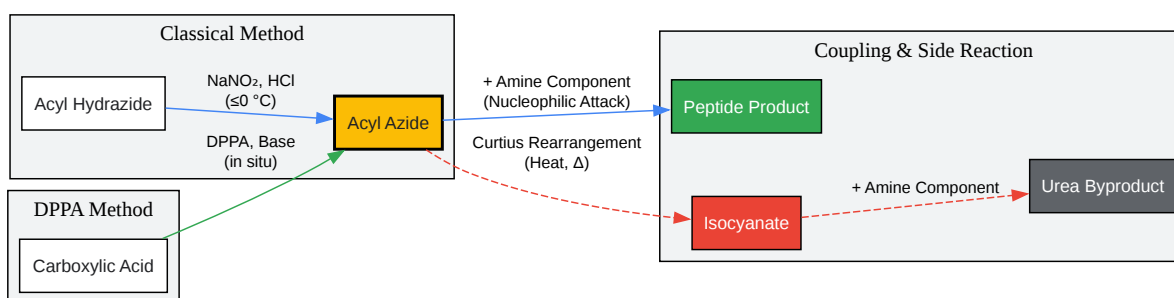 Classical Method
Acyl Hydrazide
NaNO₂, HCl
(≤0 °C)
DPPA, Base
(in situ)
Acyl Azide
DPPA Method
Carboxylic Acid
+ Amine Component
(Nucleophilic Attack)
Curtius Rearrangement
(Heat, Δ)
Coupling & Side Reaction
Peptide Product
Isocyanate
+ Amine Component
Urea Byproduct